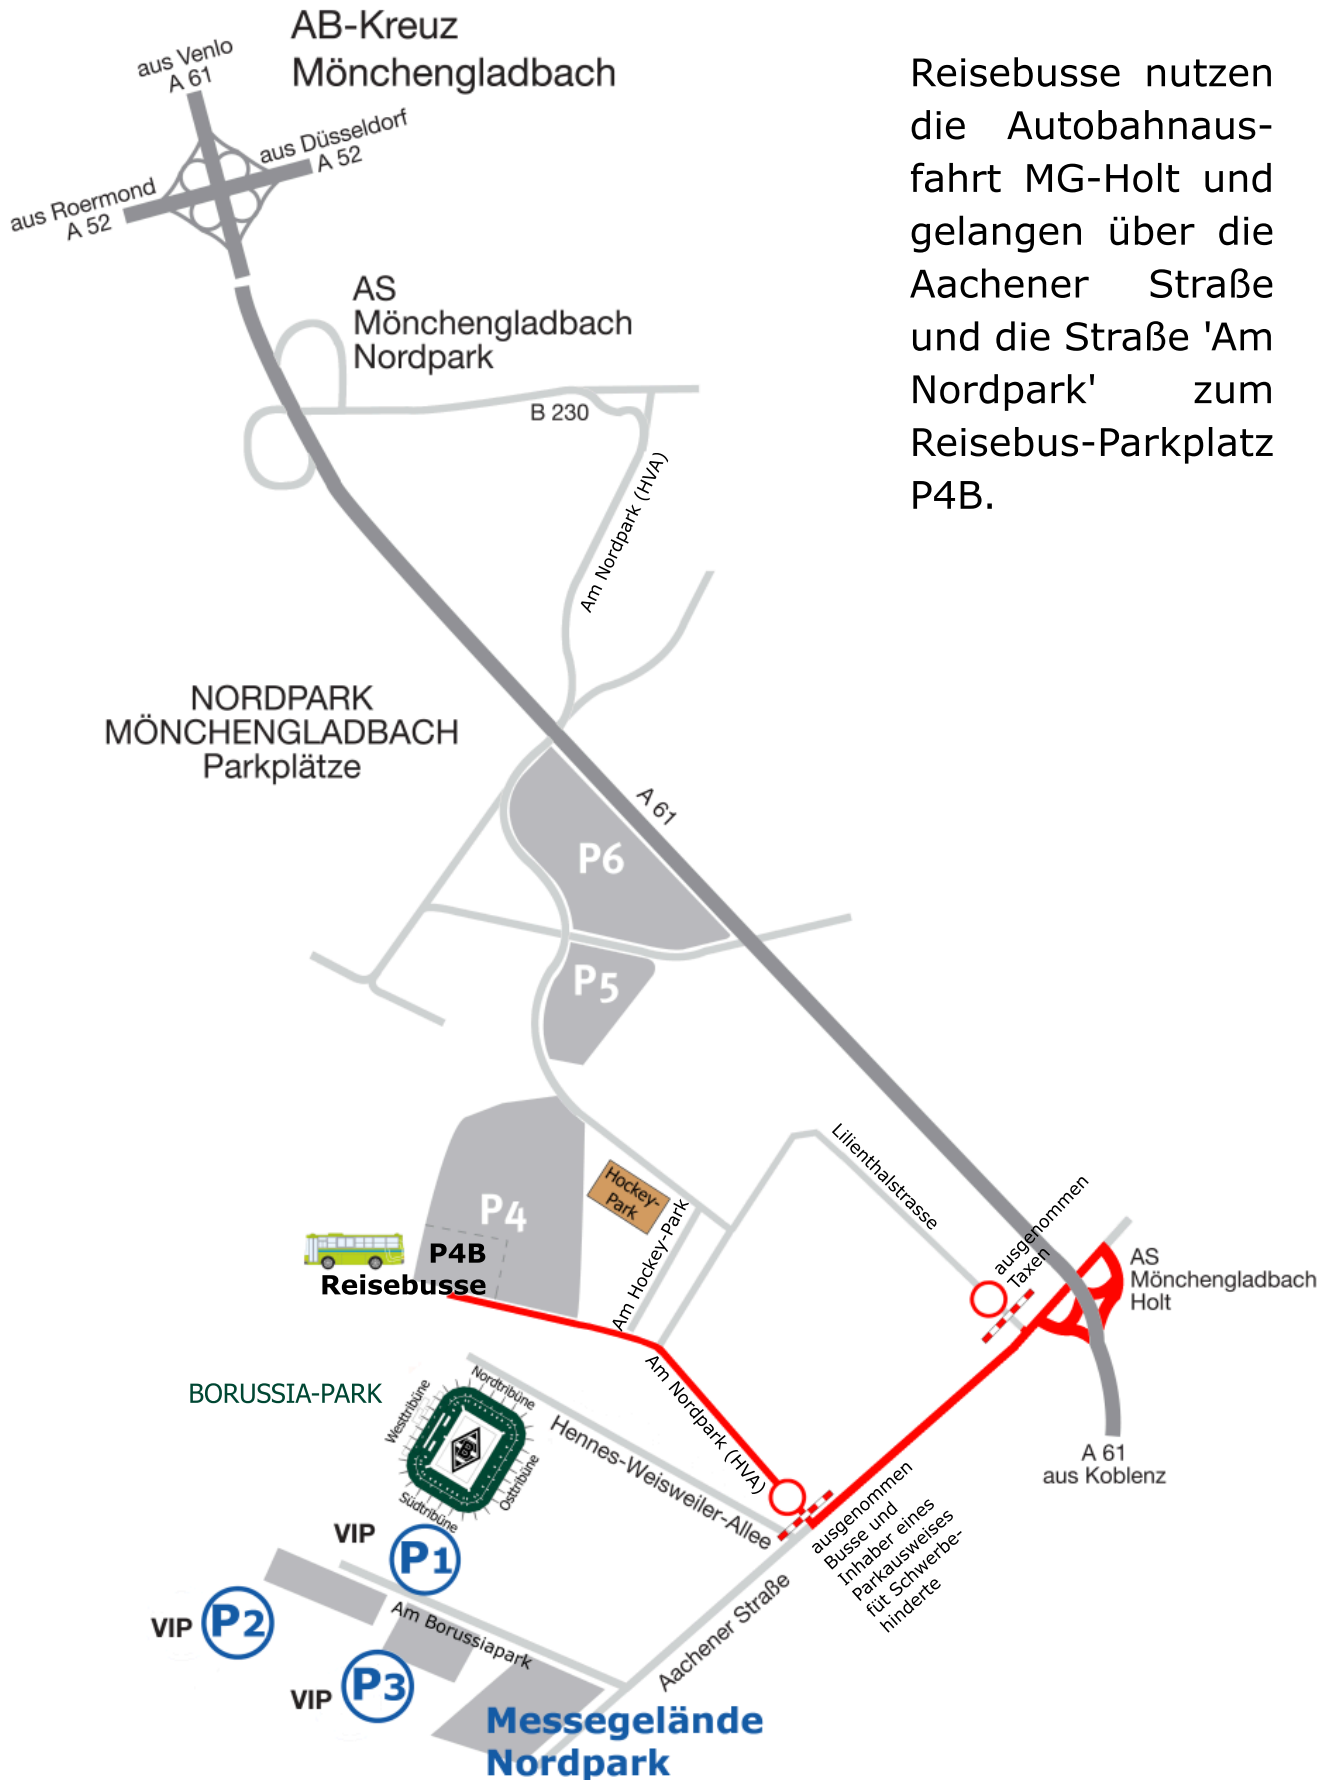 AB-Kreuz
Mönchengladbach
aus Venlo
A 61
aus Düsseldorf
A 52
aus Roermond
A 52
Reisebusse nutzen
die Autobahnaus-
fahrt MG-Holt und
gelangen über die
Aachener Straße
und die Straße 'Am
Nordpark' zum
Reisebus-Parkplatz
P4B.
AS
Mönchengladbach
Nordpark
B 230
Am Nordpark (HVA)
NORDPARK
MÖNCHENGLADBACH
Parkplätze
A 61
P6
P5
P4
Hockey-
Park
Am Hockey-Park
Lilienthalstrasse
ausgenommen
Taxen
AS
Mönchengladbach
Holt
P4B
Reisebusse
Am Nordpark (HVA)
BORUSSIA-PARK
Nordtribüne
Westtribüne
Osttribüne
Südtribüne
B
Hennes-Weisweiler-Allee
A 61
aus Koblenz
ausgenommen
Busse und
Inhaber eines
Parkausweises
füt Schwerbe-
hinderte
VIP
P1
VIP
P2
VIP
P3
Am Borussiapark
Aachener Straße
Messegelände
Nordpark